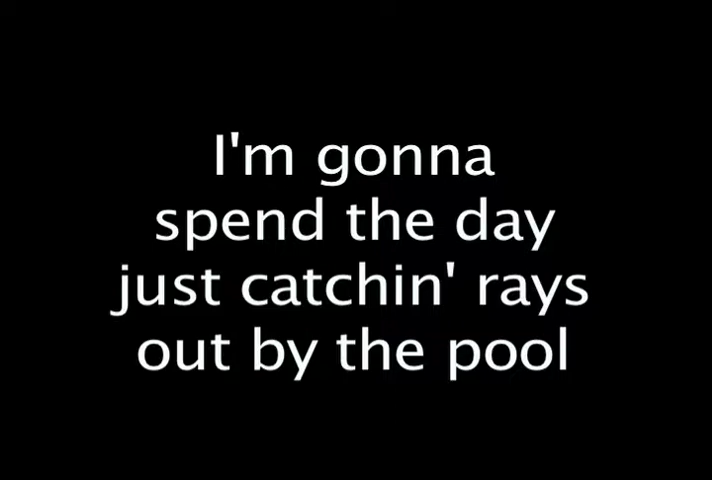 I'm gonna
spend the day
just catchin' rays
out by the pool